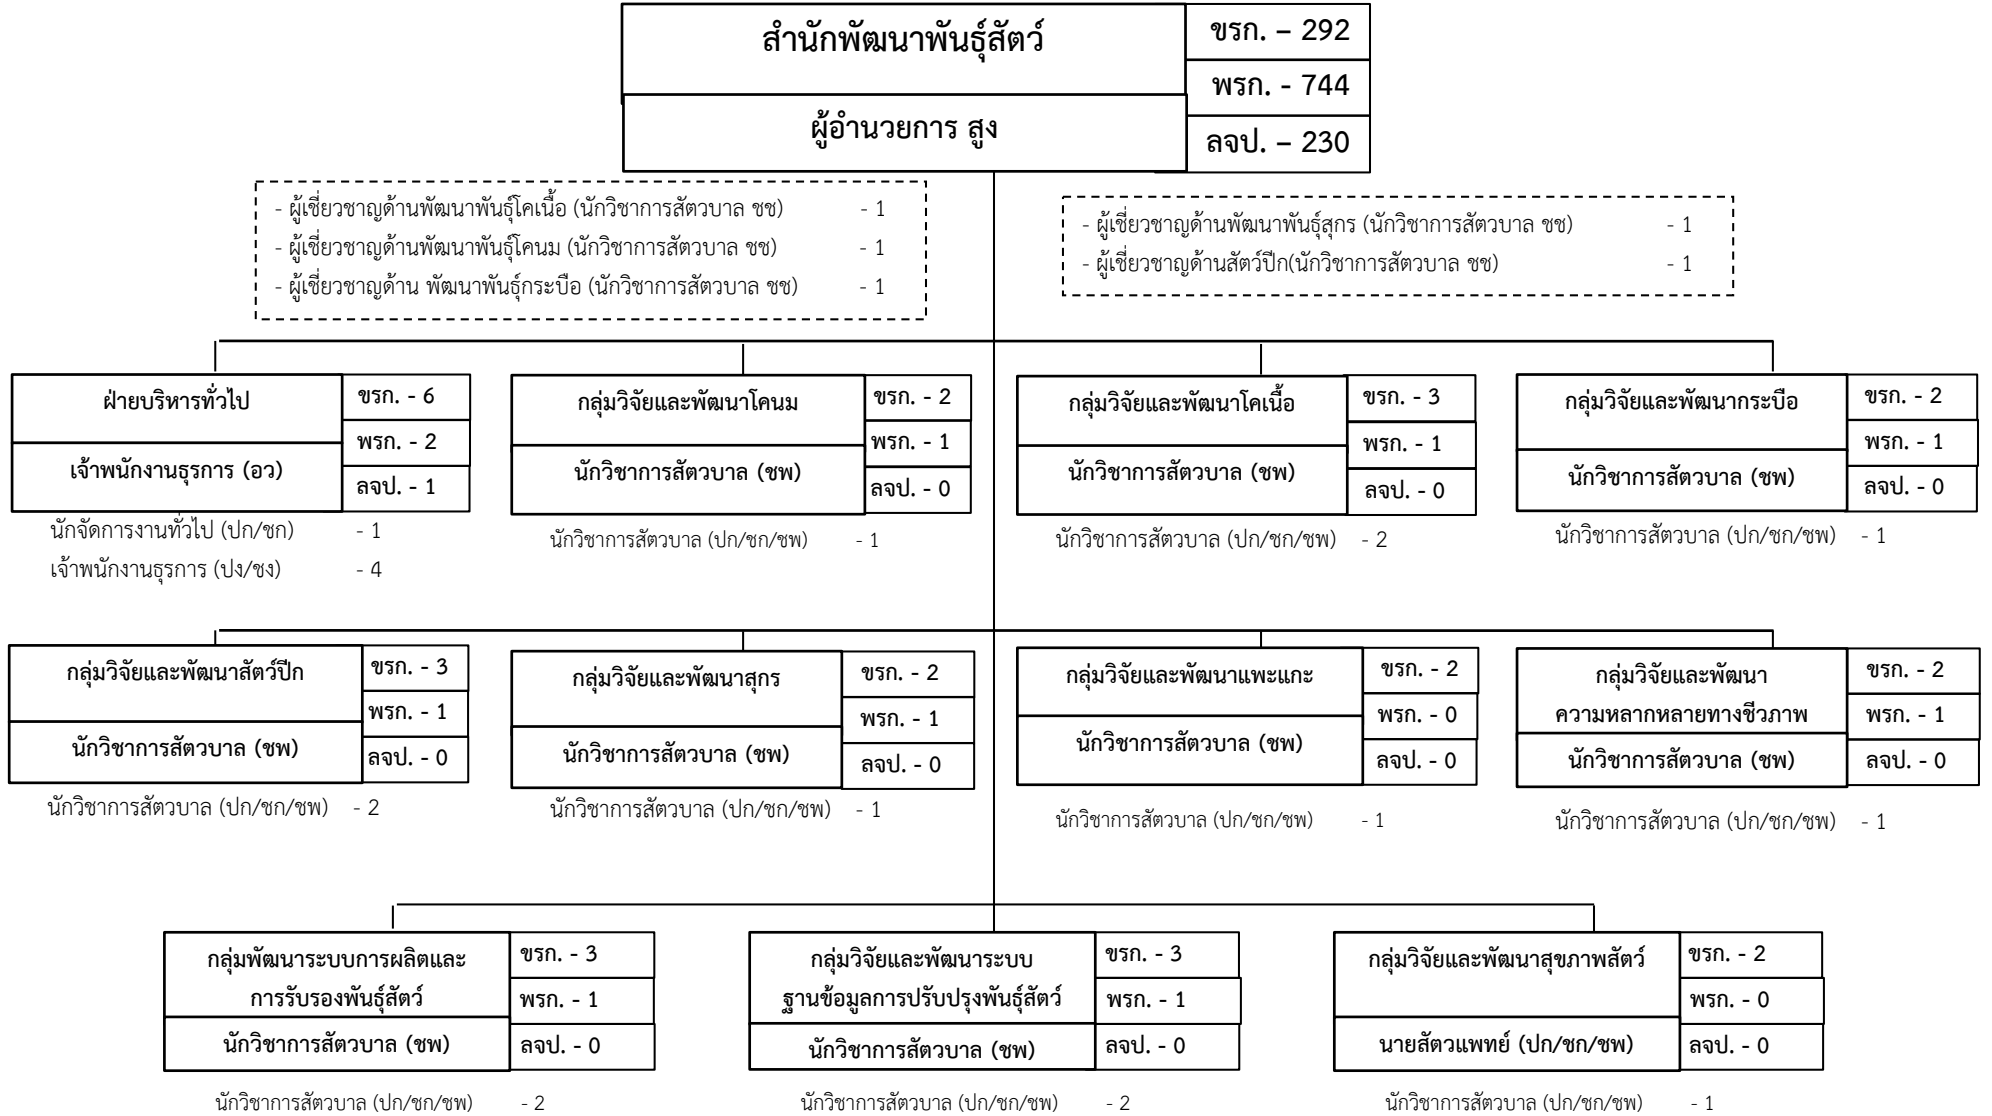 สำนักพัฒนาพันธุ์สัตว์
ขรก. – 292
พรก. - 744
ผู้อำนวยการ สูง
ลจป. – 230
- ผู้เชี่ยวชาญด้านพัฒนาพันธุ์โคเนื้อ (นักวิชาการสัตวบาล ชช) - 1
- ผู้เชี่ยวชาญด้านพัฒนาพันธุ์โคนม (นักวิชาการสัตวบาล ชช) - 1
- ผู้เชี่ยวชาญด้าน พัฒนาพันธุ์กระบือ (นักวิชาการสัตวบาล ชช) - 1
- ผู้เชี่ยวชาญด้านพัฒนาพันธุ์สุกร (นักวิชาการสัตวบาล ชช) - 1
- ผู้เชี่ยวชาญด้านสัตว์ปีก(นักวิชาการสัตวบาล ชช) - 1
ฝ่ายบริหารทั่วไป
ขรก. - 6
พรก. - 2
เจ้าพนักงานธุรการ (อว)
ลจป. - 1
นักจัดการงานทั่วไป (ปก/ชก) - 1
เจ้าพนักงานธุรการ (ปง/ชง) - 4
กลุ่มวิจัยและพัฒนาโคนม
ขรก. - 2
พรก. - 1
นักวิชาการสัตวบาล (ชพ)
ลจป. - 0
นักวิชาการสัตวบาล (ปก/ชก/ชพ) - 1
กลุ่มวิจัยและพัฒนาโคเนื้อ
ขรก. - 3
พรก. - 1
นักวิชาการสัตวบาล (ชพ)
ลจป. - 0
นักวิชาการสัตวบาล (ปก/ชก/ชพ) - 2
กลุ่มวิจัยและพัฒนากระบือ
ขรก. - 2
พรก. - 1
นักวิชาการสัตวบาล (ชพ)
ลจป. - 0
นักวิชาการสัตวบาล (ปก/ชก/ชพ) - 1
กลุ่มวิจัยและพัฒนาสัตว์ปีก
ขรก. - 3
พรก. - 1
นักวิชาการสัตวบาล (ชพ)
ลจป. - 0
นักวิชาการสัตวบาล (ปก/ชก/ชพ) - 2
กลุ่มวิจัยและพัฒนาสุกร
ขรก. - 2
พรก. - 1
นักวิชาการสัตวบาล (ชพ)
ลจป. - 0
นักวิชาการสัตวบาล (ปก/ชก/ชพ) - 1
กลุ่มวิจัยและพัฒนาแพะแกะ
ขรก. - 2
พรก. - 0
นักวิชาการสัตวบาล (ชพ)
ลจป. - 0
นักวิชาการสัตวบาล (ปก/ชก/ชพ) - 1
กลุ่มวิจัยและพัฒนา
ความหลากหลายทางชีวภาพ
ขรก. - 2
พรก. - 1
นักวิชาการสัตวบาล (ชพ)
ลจป. - 0
นักวิชาการสัตวบาล (ปก/ชก/ชพ) - 1
กลุ่มพัฒนาระบบการผลิตและ
การรับรองพันธุ์สัตว์
ขรก. - 3
พรก. - 1
นักวิชาการสัตวบาล (ชพ)
ลจป. - 0
นักวิชาการสัตวบาล (ปก/ชก/ชพ) - 2
กลุ่มวิจัยและพัฒนาระบบ
ฐานข้อมูลการปรับปรุงพันธุ์สัตว์
ขรก. - 3
พรก. - 1
นักวิชาการสัตวบาล (ชพ)
ลจป. - 0
นักวิชาการสัตวบาล (ปก/ชก/ชพ) - 2
กลุ่มวิจัยและพัฒนาสุขภาพสัตว์
ขรก. - 2
พรก. - 0
นายสัตวแพทย์ (ปก/ชก/ชพ)
ลจป. - 0
นักวิชาการสัตวบาล (ปก/ชก/ชพ) - 1